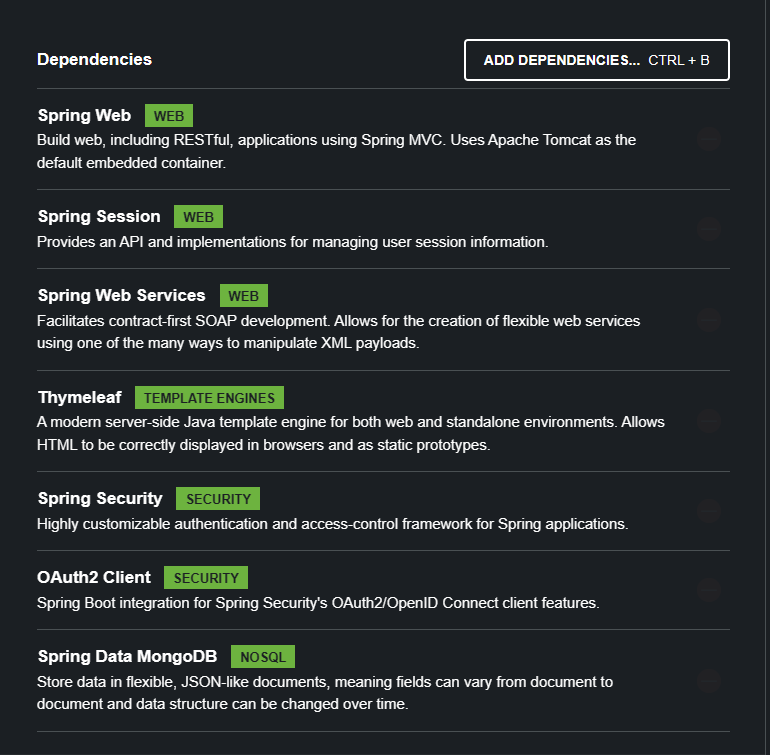 Dependencies
ADD DEPENDENCIES... CTRL + B
Spring Web WEB
Build web, including RESTful, applications using Spring MVC. Uses Apache Tomcat as the
default embedded container.
Spring Session WEB
Provides an API and implementations for managing user session information.
Spring Web Services WEB
Facilitates contract-first SOAP development. Allows for the creation of flexible web services
using one of the many ways to manipulate XML payloads.
Thymeleaf TEMPLATE ENGINES
A modern server-side Java template engine for both web and standalone environments. Allows
HTML to be correctly displayed in browsers and as static prototypes.
Spring Security SECURITY
Highly customizable authentication and access-control framework for Spring applications.
OAuth2 Client SECURITY
Spring Boot integration for Spring Security's OAuth2/OpenID Connect client features.
Spring Data MongoDB NOSQL
Store data in flexible, JSON-like documents, meaning fields can vary from document to
document and data structure can be changed over time.